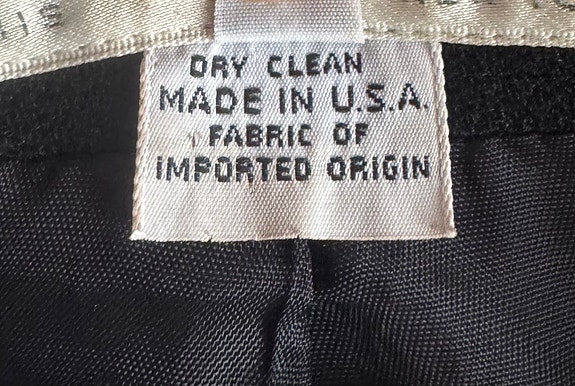 DRY CLEAN
MADE IN U.S.A.
FABRIC OF
IMPORTED ORIGIN